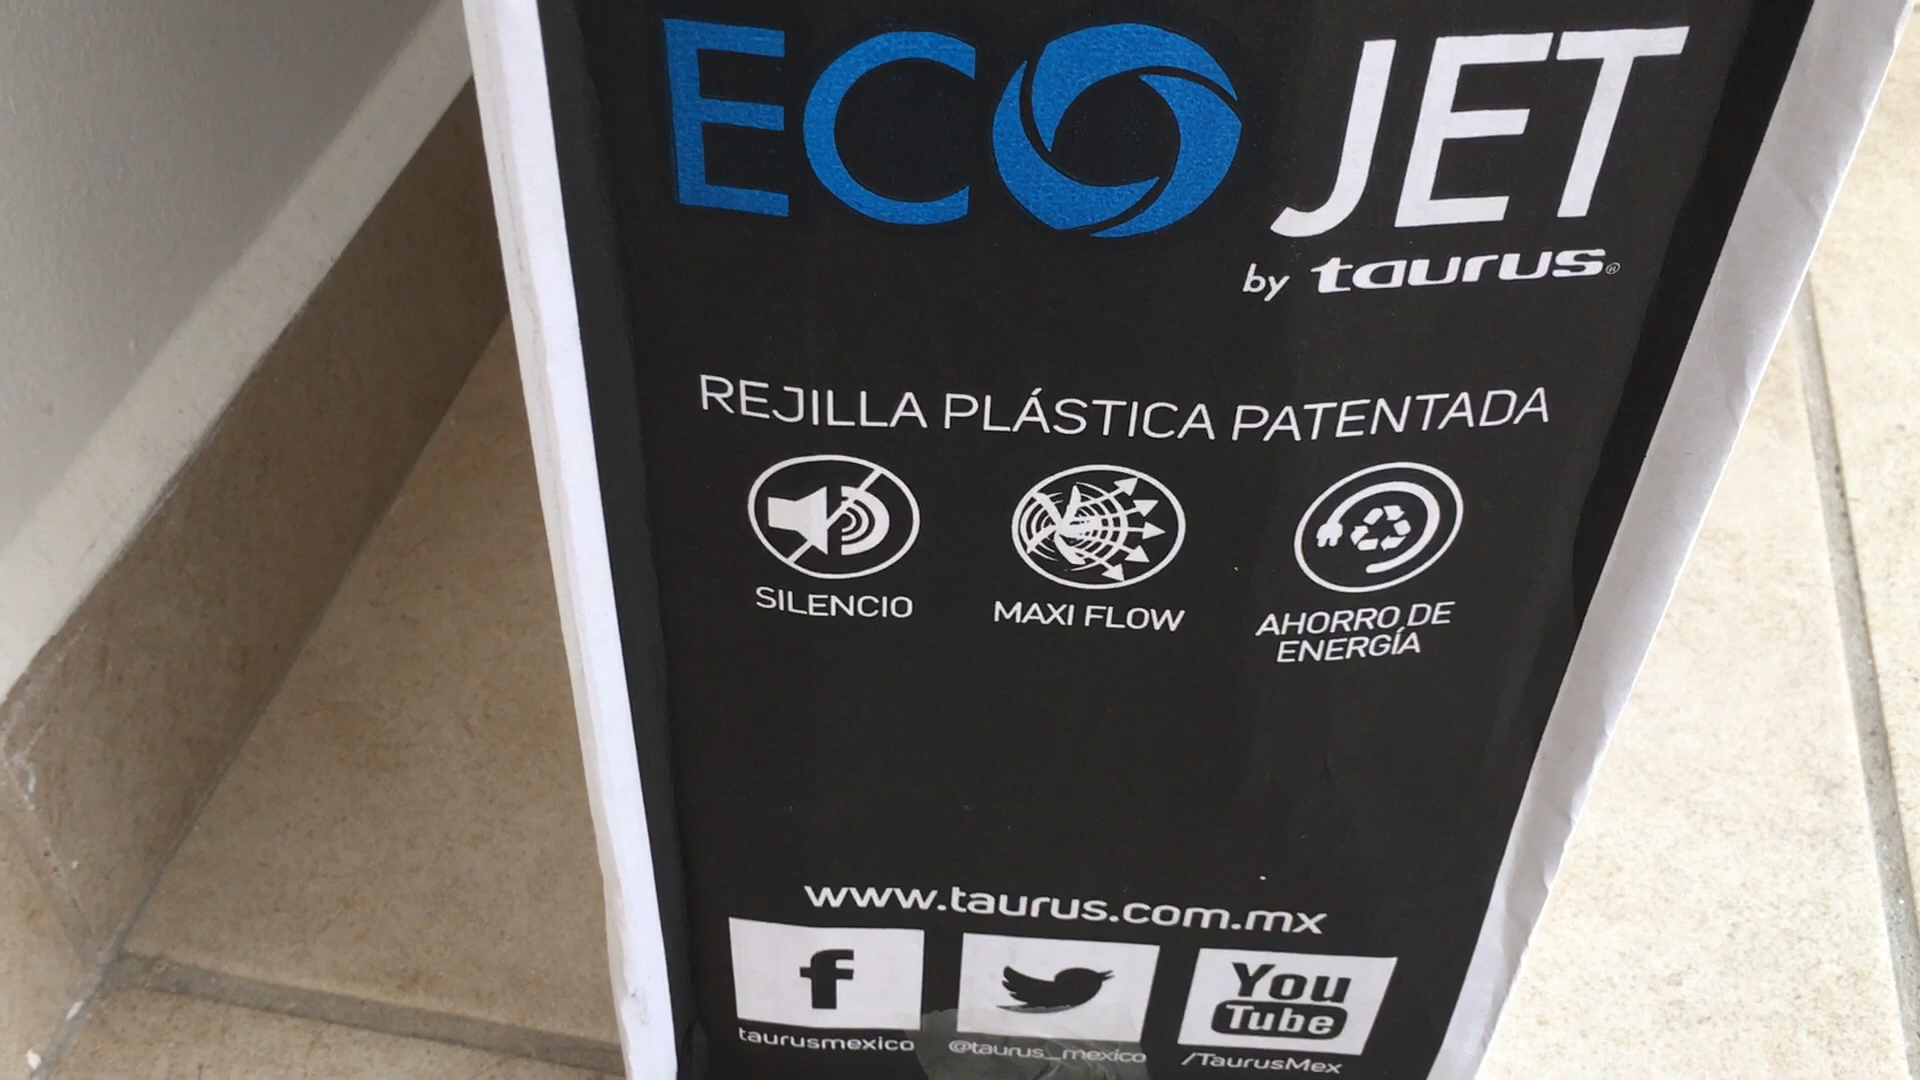 ECO JET
by taurus®
REJILLA PLÁSTICA PATENTADA
SILENCIO
MAXI FLOW
AHORRO DE
ENERGÍA
www.taurus.com.mx
f
You
Tube
taurusmexico
@taurus_mexico
/TaurusMex